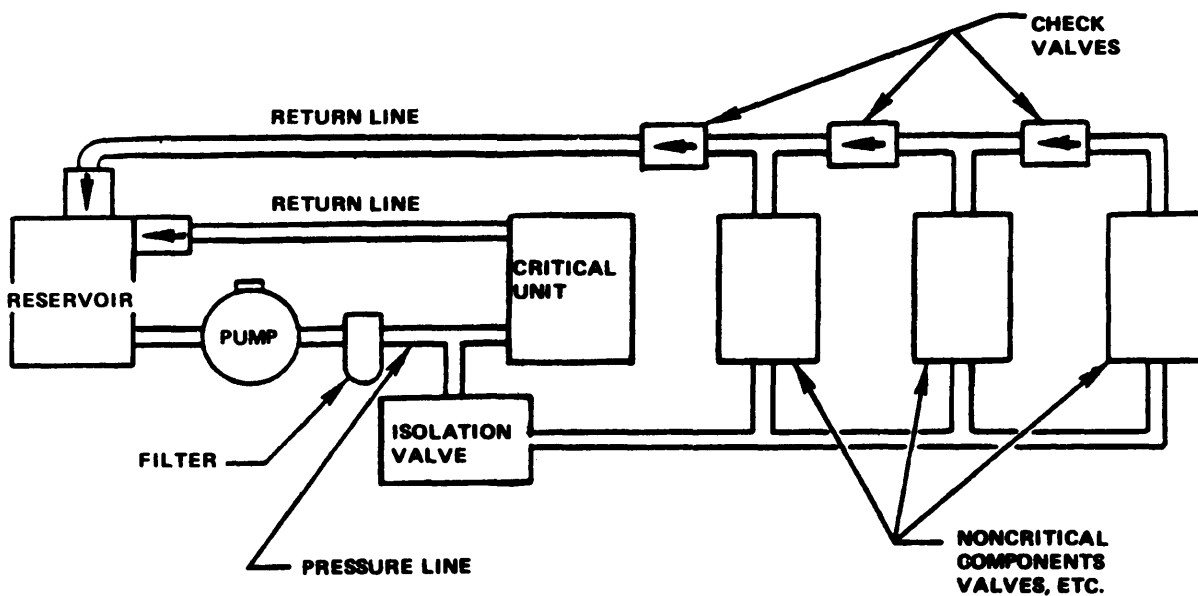 CHECK
VALVES
RETURN LINE
RETURN LINE
CRITICAL
UNIT
RESERVOIR
PUMP
ISOLATION
VALVE
FILTER
PRESSURE LINE
NONCRITICAL
COMPONENTS
VALVES, ETC.